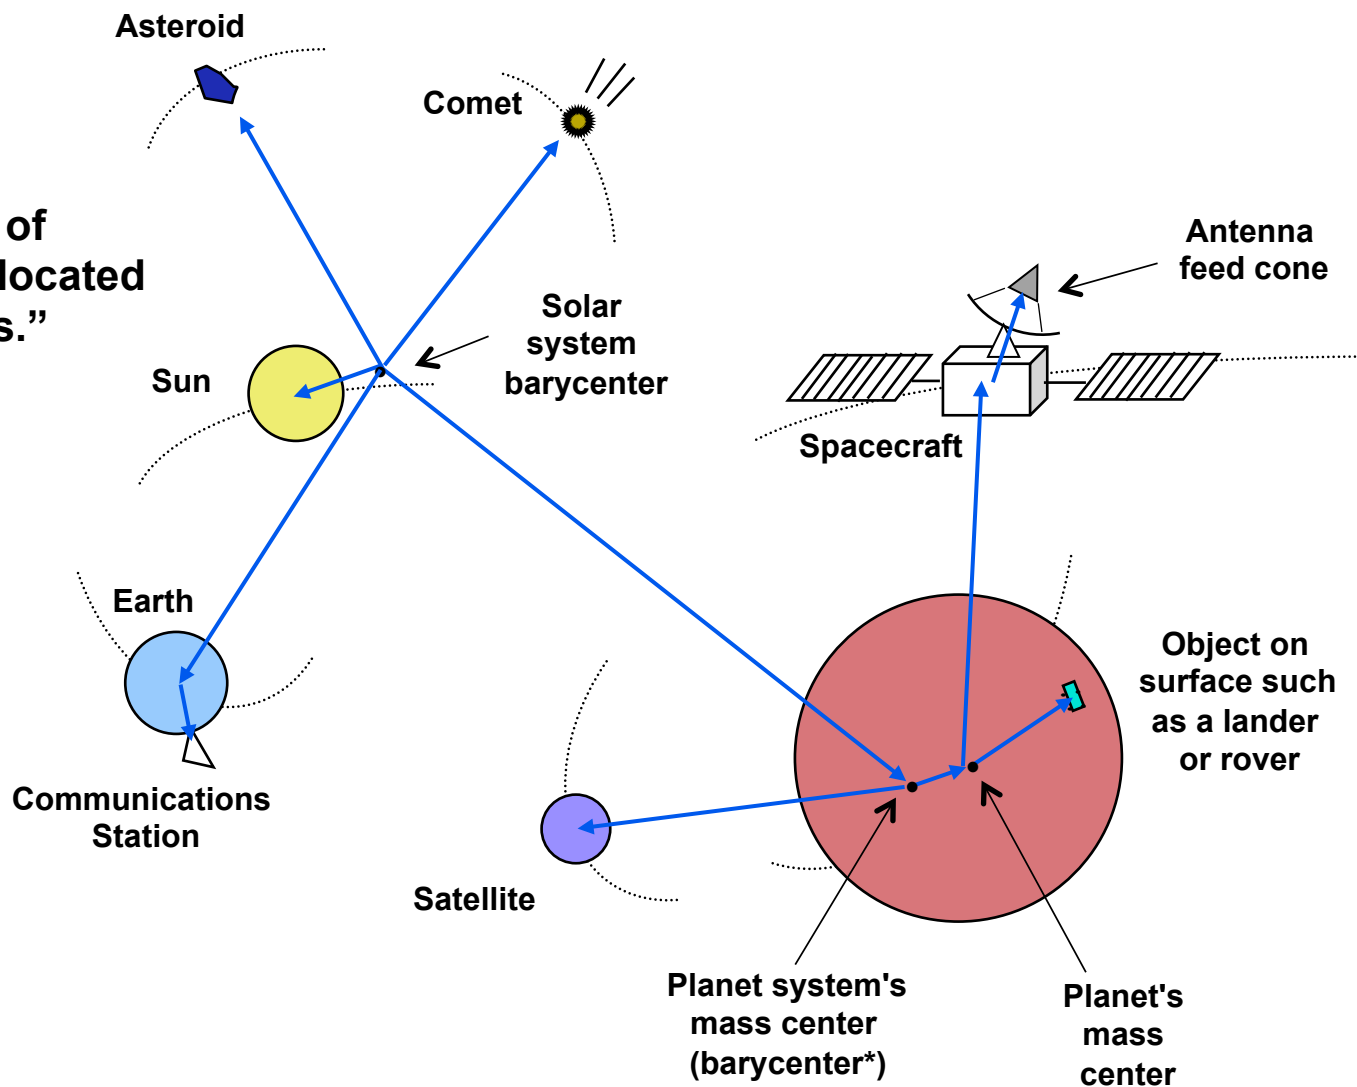 Asteroid
Comet
of
located
s.”
Antenna
feed cone
Solar
system
barycenter
Sun
Spacecraft
Earth
Object on
surface such
as a lander
or rover
Communications
Station
Satellite
Planet system's
mass center
(barycenter*)
Planet's
mass
center